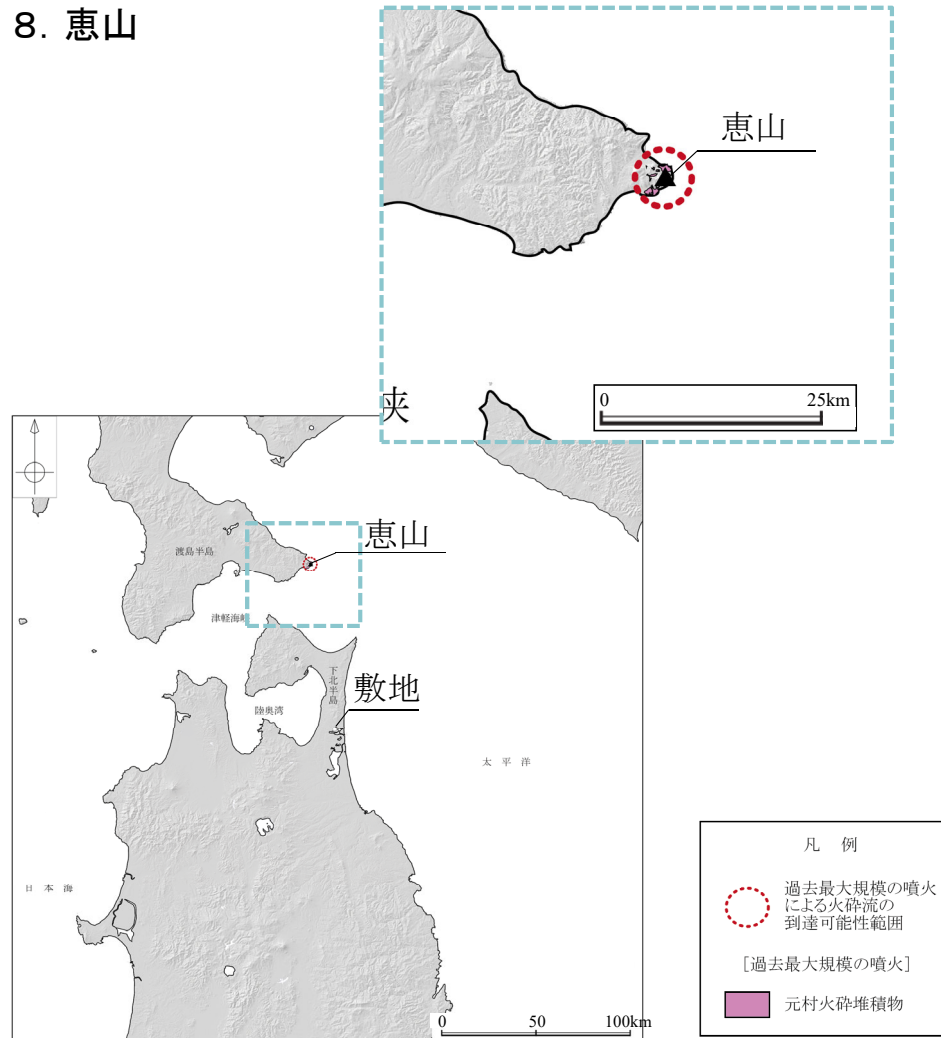 8. 恵山
恵山
夹
0 25km
恵山
渡島半島
津軽海峡
下北半島
敷地
陸奥湾
太平洋
日本海
0 50 100km
凡例
過去最大規模の噴火
による火砕流の
到達可能性範囲
[過去最大規模の噴火]
元村火砕堆積物